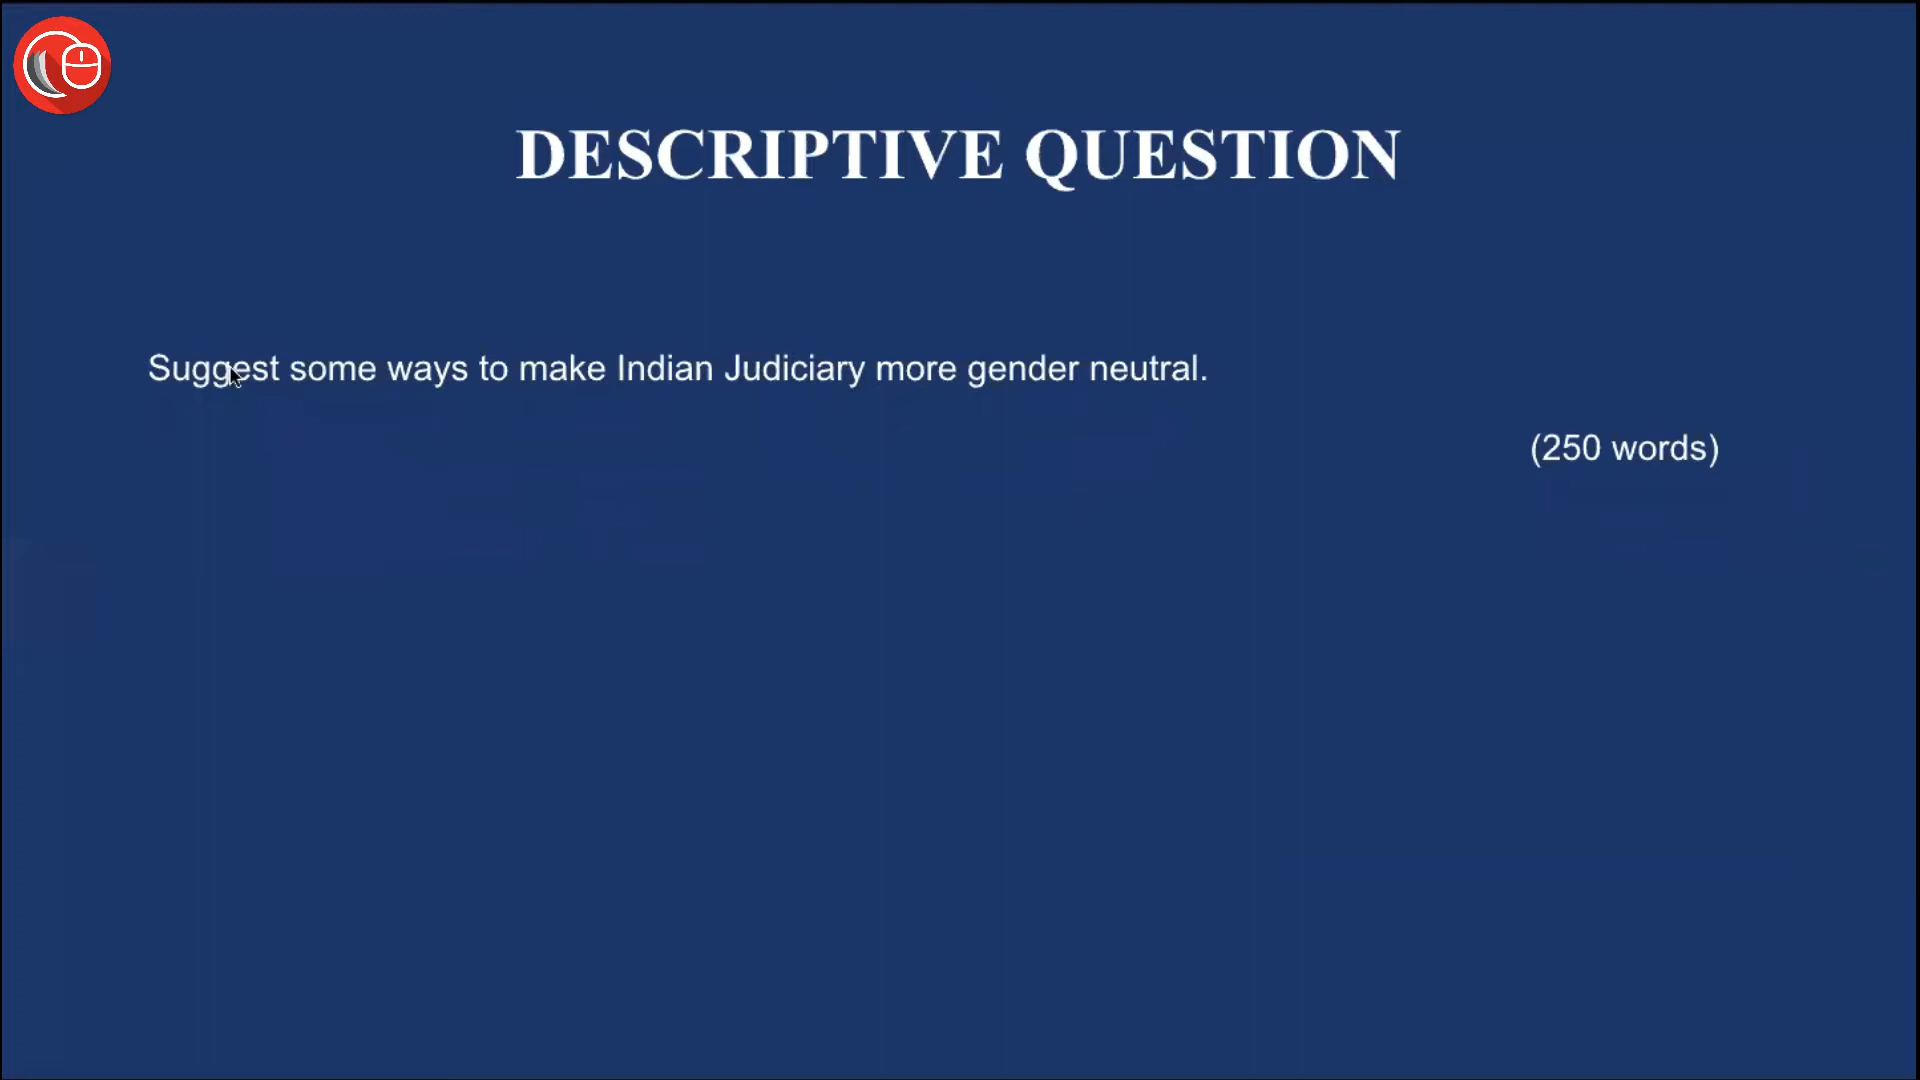 DESCRIPTIVE QUESTION
Suggest some ways to make Indian Judiciary more gender neutral.
(250 words)